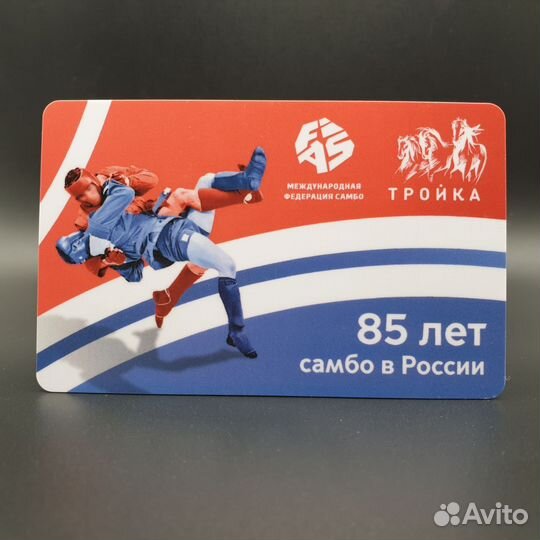 FIAS
МЕЖДУНАРОДНАЯ
ФЕДЕРАЦИЯ САМБО
ТРОЙКА
85 лет
самбо в России
Avito